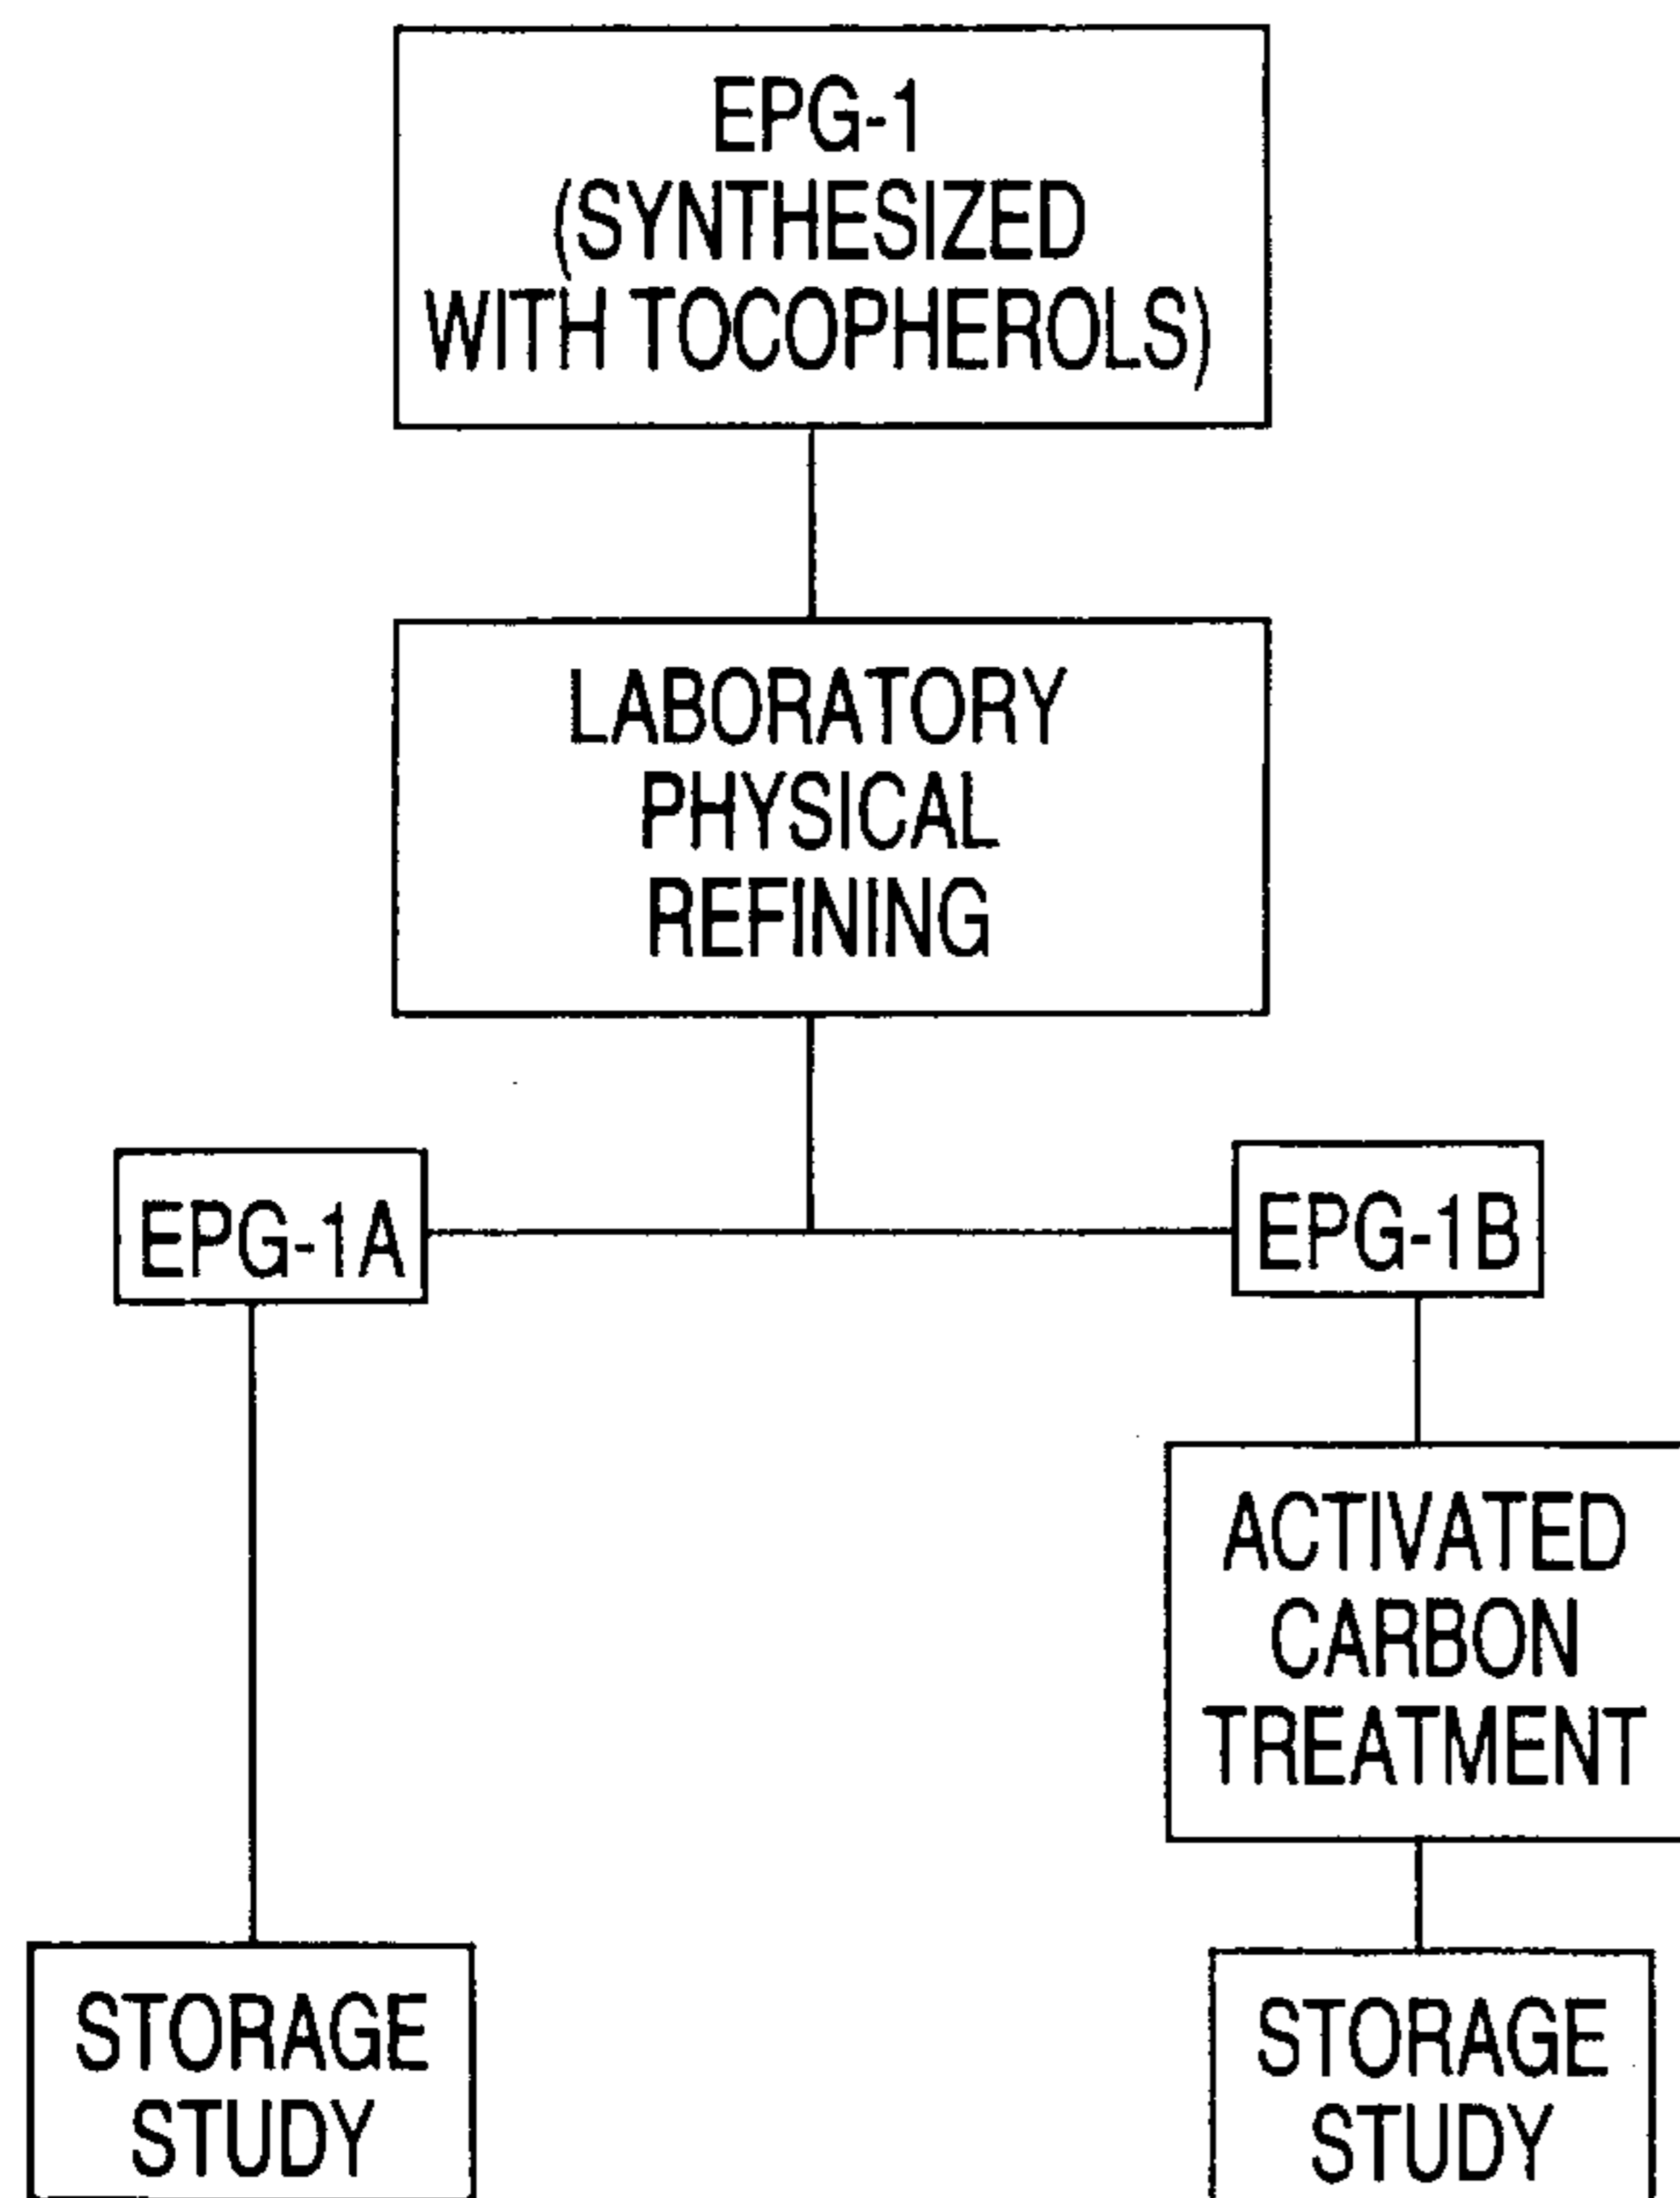 EPG-1
(SYNTHESIZED
WITH TOCOPHEROLS)
LABORATORY
PHYSICAL
REFINING
EPG-1A
EPG-1B
ACTIVATED
CARBON
TREATMENT
STORAGE
STUDY
STORAGE
STUDY